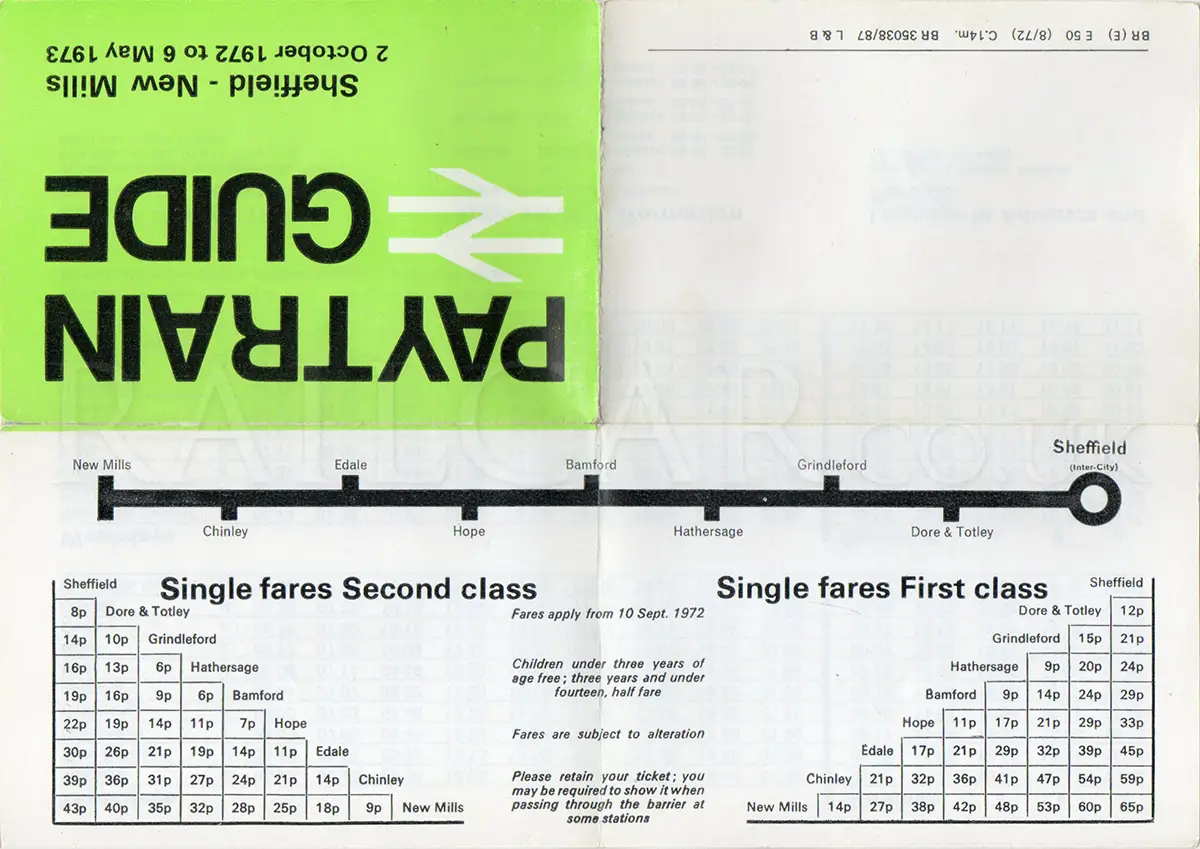 PAYTRAIN
GUIDE
Sheffield - New Mills
2 October 1972 to 6 May 1973
BR (E) E 50 (8/72) C.14m. BR 35038/87 L & B
RAILCAR.co.uk
New Mills Edale Bamford Grindleford Sheffield
(Inter-City)
Chinley Hope Hathersage Dore & Totley
Single fares Second class
Sheffield
8p Dore & Totley
14p 10p Grindleford
16p 13p 6p Hathersage
19p 16p 9p 6p Bamford
22p 19p 14p 11p 7p Hope
30p 26p 21p 19p 14p 11p Edale
39p 36p 31p 27p 24p 21p 14p Chinley
43p 40p 35p 32p 28p 25p 18p 9p New Mills
Fares apply from 10 Sept. 1972
Children under three years of
age free; three years and under
fourteen, half fare
Fares are subject to alteration
Please retain your ticket; you
may be required to show it when
passing through the barrier at
some stations
Single fares First class
Sheffield
Dore & Totley 12p
Grindleford 15p 21p
Hathersage 9p 20p 24p
Bamford 9p 14p 24p 29p
Hope 11p 17p 21p 29p 33p
Edale 17p 21p 29p 32p 39p 45p
Chinley 21p 32p 36p 41p 47p 54p 59p
New Mills 14p 27p 38p 42p 48p 53p 60p 65p